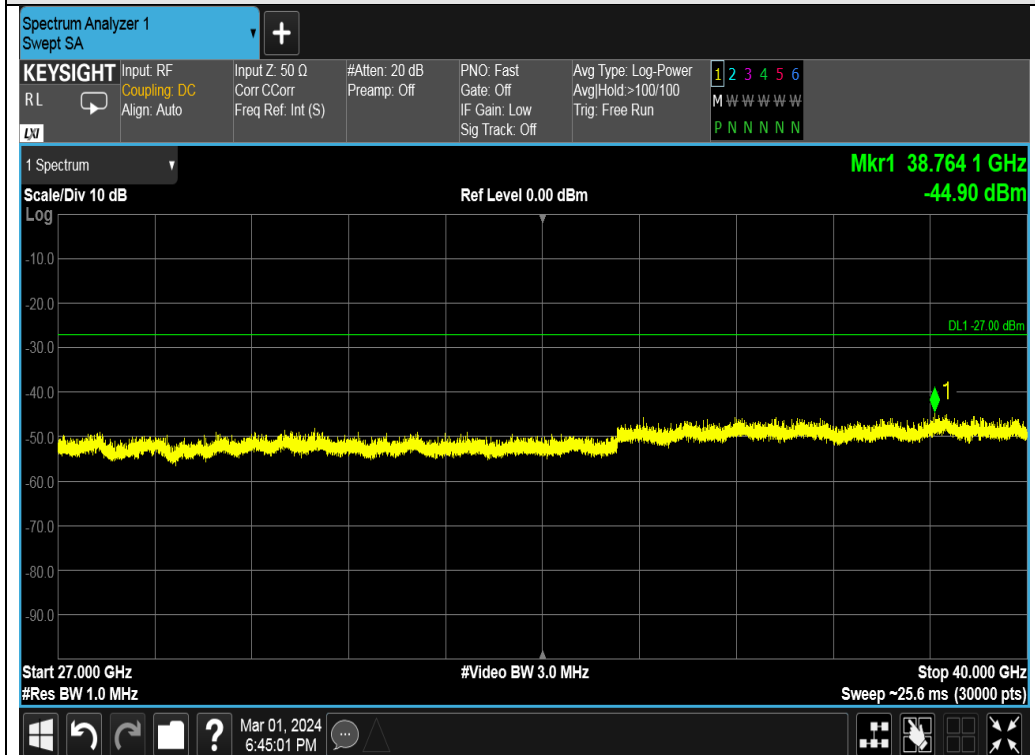 Spectrum Analyzer 1
Swept SA
+
KEYSIGHT
R L
LXI
Input: RF
Coupling: DC
Align: Auto
Input Z: 50 Ω
Corr CCorr
Freq Ref: Int (S)
#Atten: 20 dB
Preamp: Off
PNO: Fast
Gate: Off
IF Gain: Low
Sig Track: Off
Avg Type: Log-Power
Avg|Hold:>100/100
Trig: Free Run
1 2 3 4 5 6
M W W W W W
P N N N N N
1 Spectrum
Mkr1 38.764 1 GHz
-44.90 dBm
Scale/Div 10 dB
Ref Level 0.00 dBm
Log
-10.0
-20.0
DL1 -27.00 dBm
-30.0
-40.0
1
-50.0
-60.0
-70.0
-80.0
-90.0
Start 27.000 GHz
#Video BW 3.0 MHz
Stop 40.000 GHz
#Res BW 1.0 MHz
Sweep ~25.6 ms (30000 pts)
?
Mar 01, 2024
6:45:01 PM